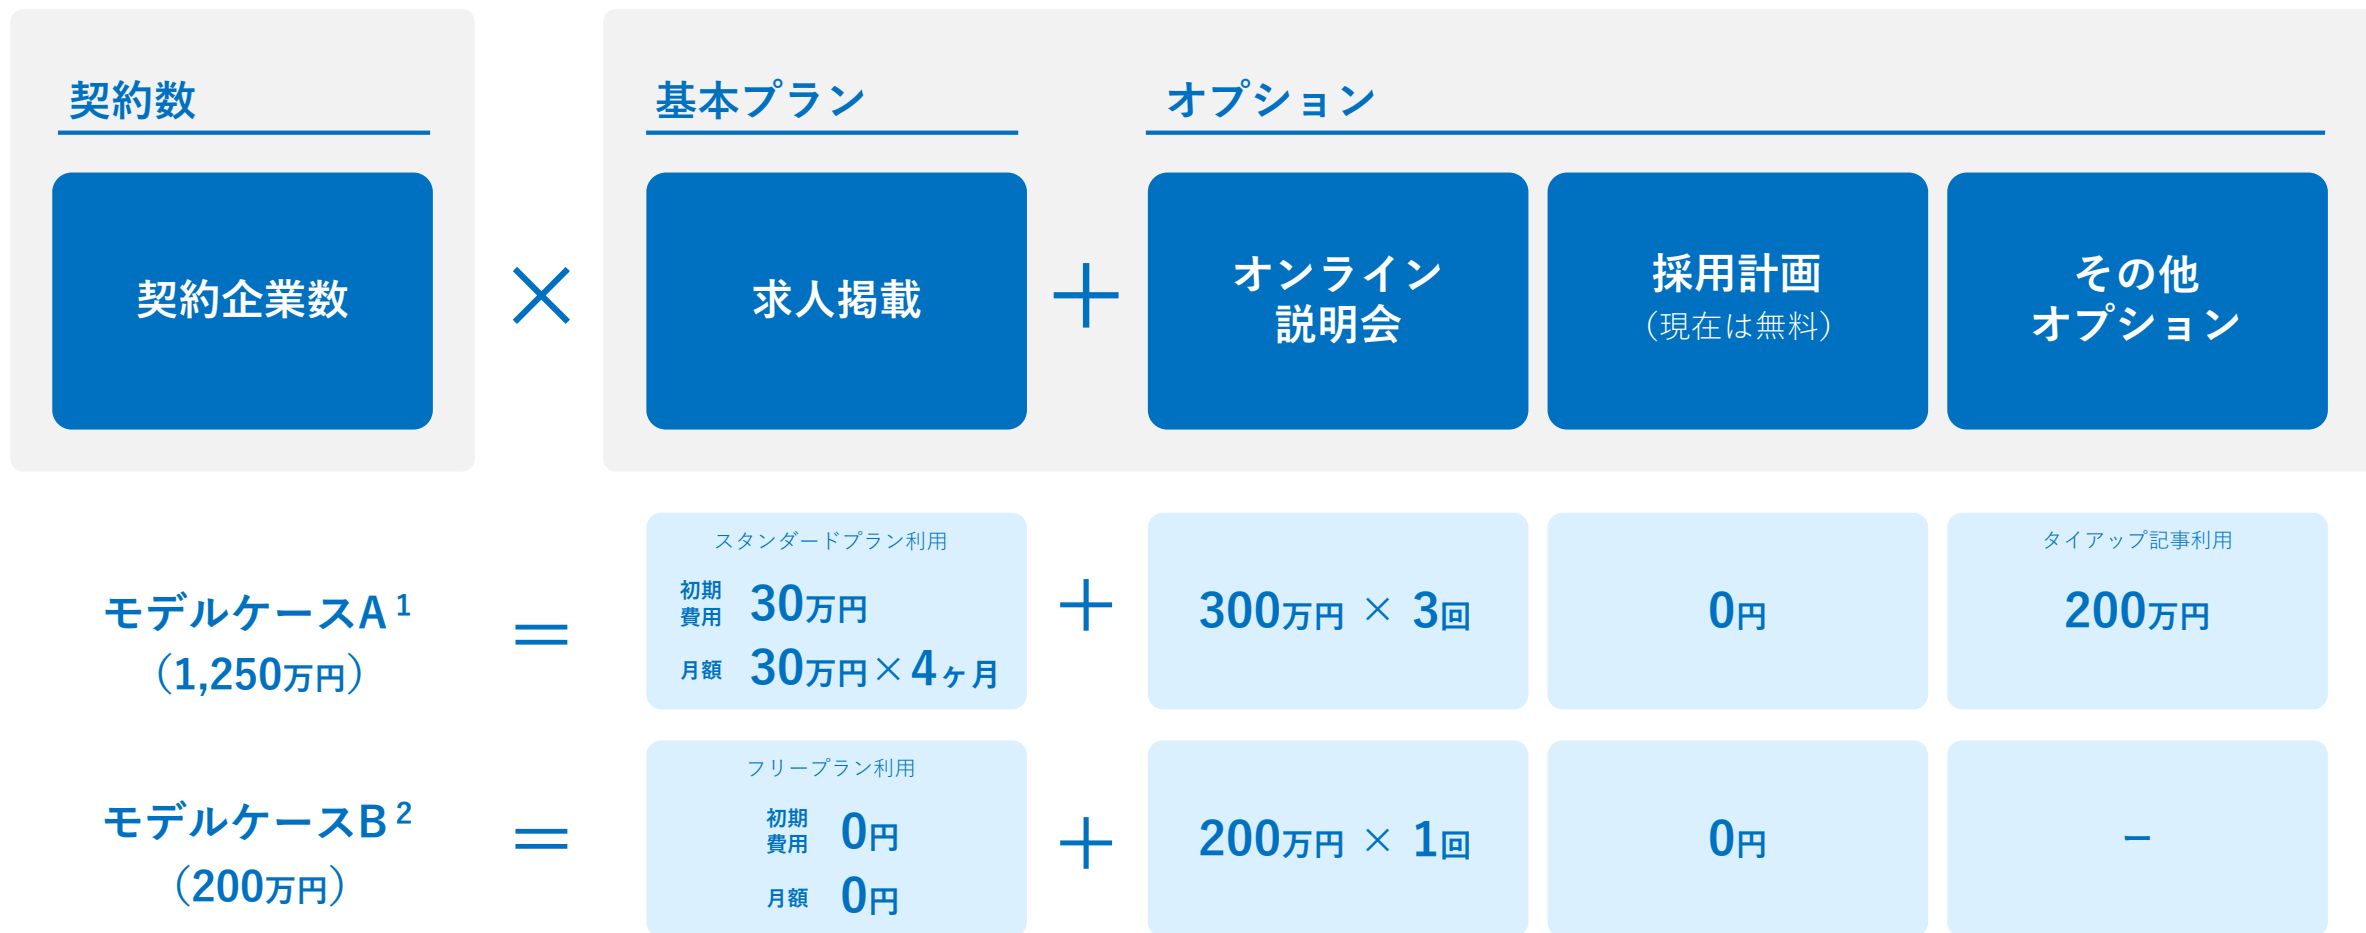 契約数
基本プラン
オプション
契約企業数
×
求人掲載
+
オンライン
説明会
採用計画
(現在は無料)
その他
オプション
モデルケースA1
(1,250万円)
=
スタンダードプラン利用
初期
費用
30万円
月額
30万円×4ヶ月
+
300万円 × 3回
0円
タイアップ記事利用
200万円
モデルケースB2
(200万円)
=
フリープラン利用
初期
費用
0円
月額
0円
+
200万円 × 1回
0円
–